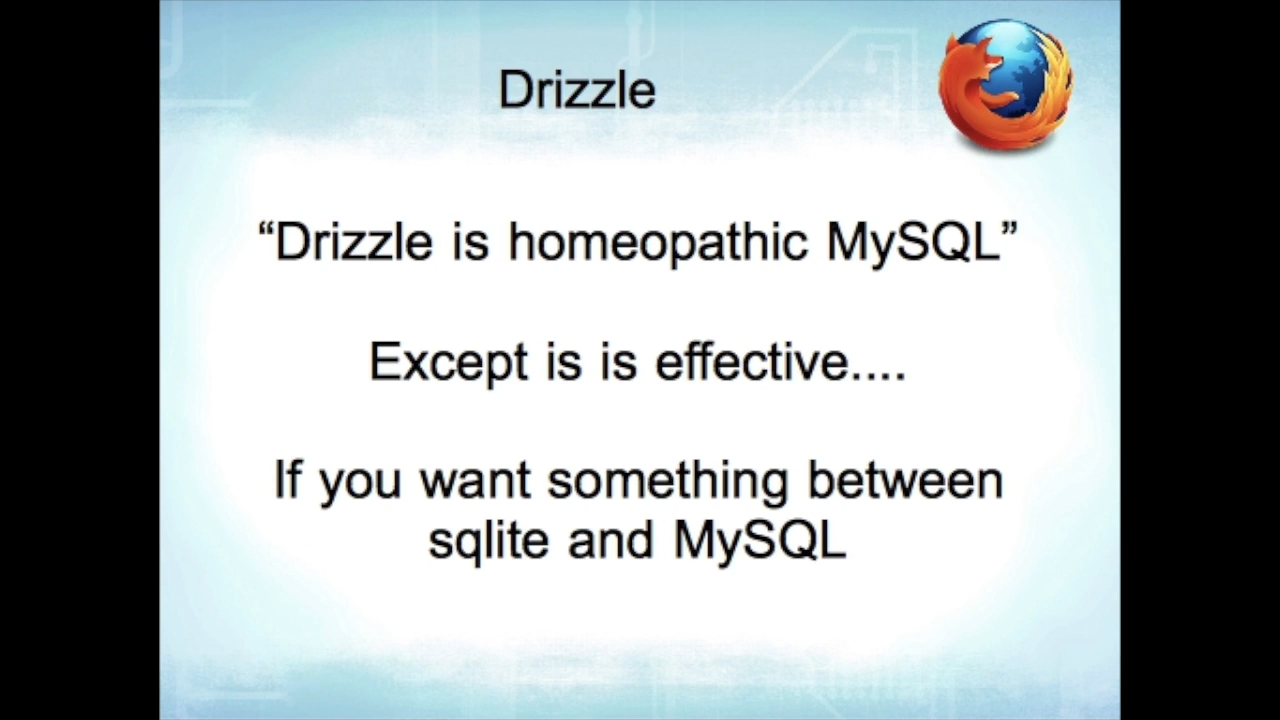 Drizzle
“Drizzle is homeopathic MySQL”
Except is is effective....
If you want something between
sqlite and MySQL